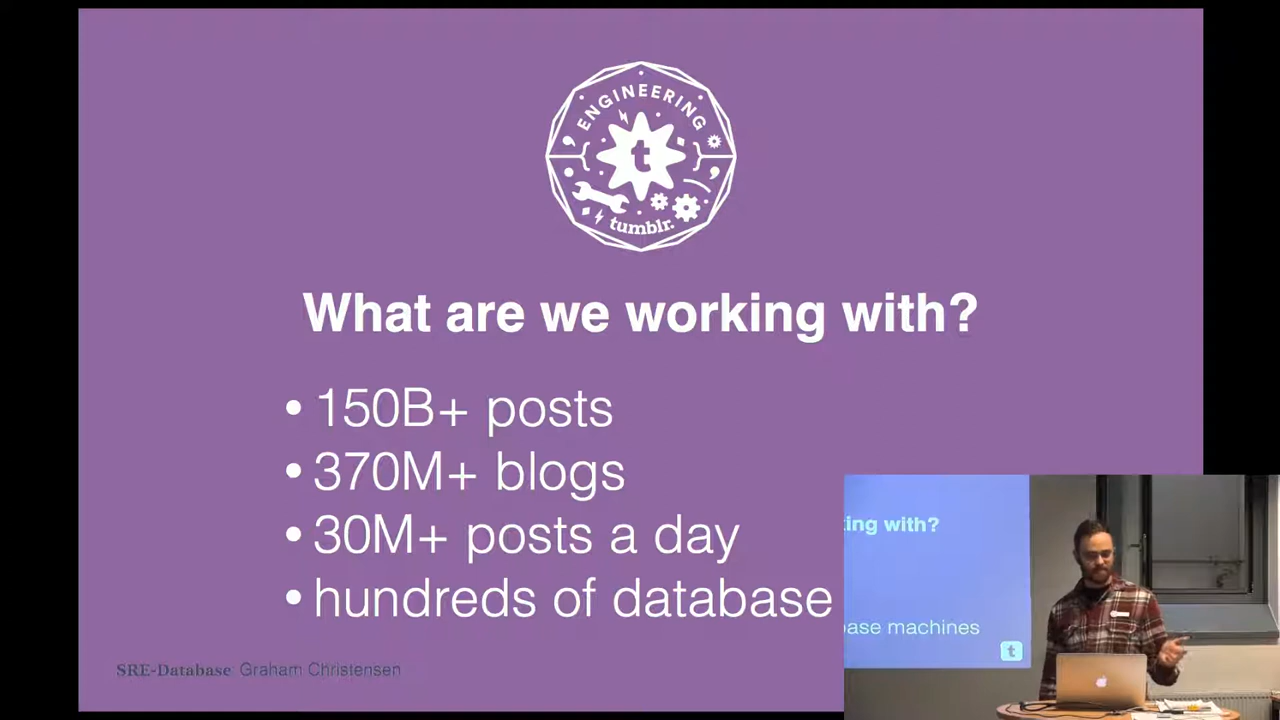 ENGINEERING
t
tumblr.
What are we working with?
• 150B+ posts
• 370M+ blogs
• 30M+ posts a day
• hundreds of database
SRE-Database Graham Christensen
ing with?
base machines
t